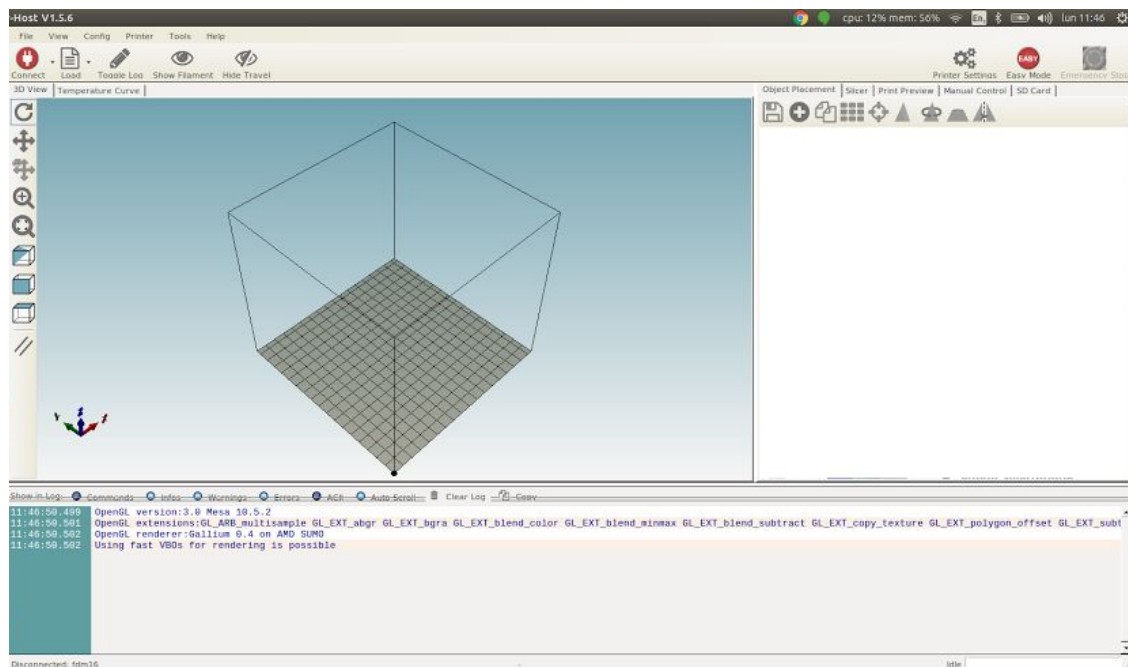 -Host V1.5.6
cpu: 12% mem: 56% En lun 11:46
File View Config Printer Tools Help
Connect Load Toggle Log Show Filament Hide Travel Printer Settings Easy Mode Emergency Stop
EASY
3D View Temperature Curve Object Placement Slicer Print Preview Manual Control SD Card
Show in Log: Commands Infos Warnings Errors ACK Auto Scroll Clear Log Copy
11:46:50.499 OpenGL version:3.0 Mesa 10.5.2
11:46:50.501 OpenGL extensions:GL_ARB_multisample GL_EXT_abgr GL_EXT_bgra GL_EXT_blend_color GL_EXT_blend_minmax GL_EXT_blend_subtract GL_EXT_copy_texture GL_EXT_polygon_offset GL_EXT_subt
11:46:50.502 OpenGL renderer:Gallium 0.4 on AMD SUMO
11:46:50.502 Using fast VBOs for rendering is possible
Disconnected: fdm16 Idle